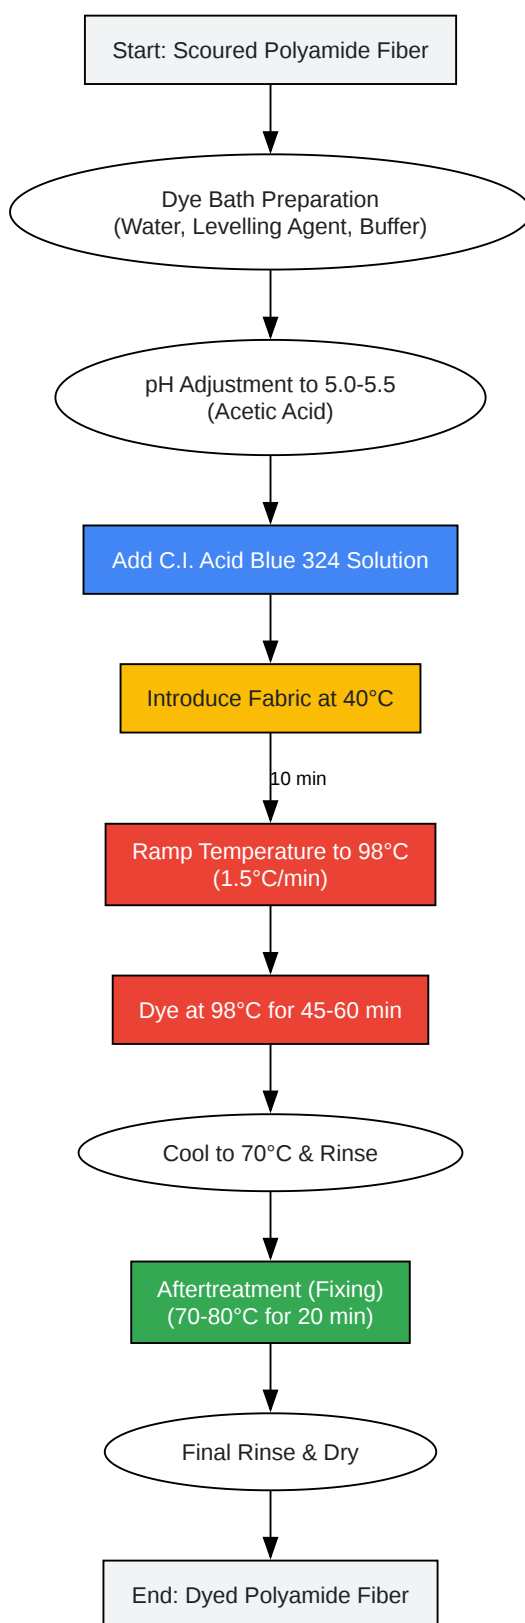 Start: Scoured Polyamide Fiber
Dye Bath Preparation
(Water, Levelling Agent, Buffer)
pH Adjustment to 5.0-5.5
(Acetic Acid)
Add C.I. Acid Blue 324 Solution
Introduce Fabric at 40°C
10 min
Ramp Temperature to 98°C
(1.5°C/min)
Dye at 98°C for 45-60 min
Cool to 70°C & Rinse
Aftertreatment (Fixing)
(70-80°C for 20 min)
Final Rinse & Dry
End: Dyed Polyamide Fiber